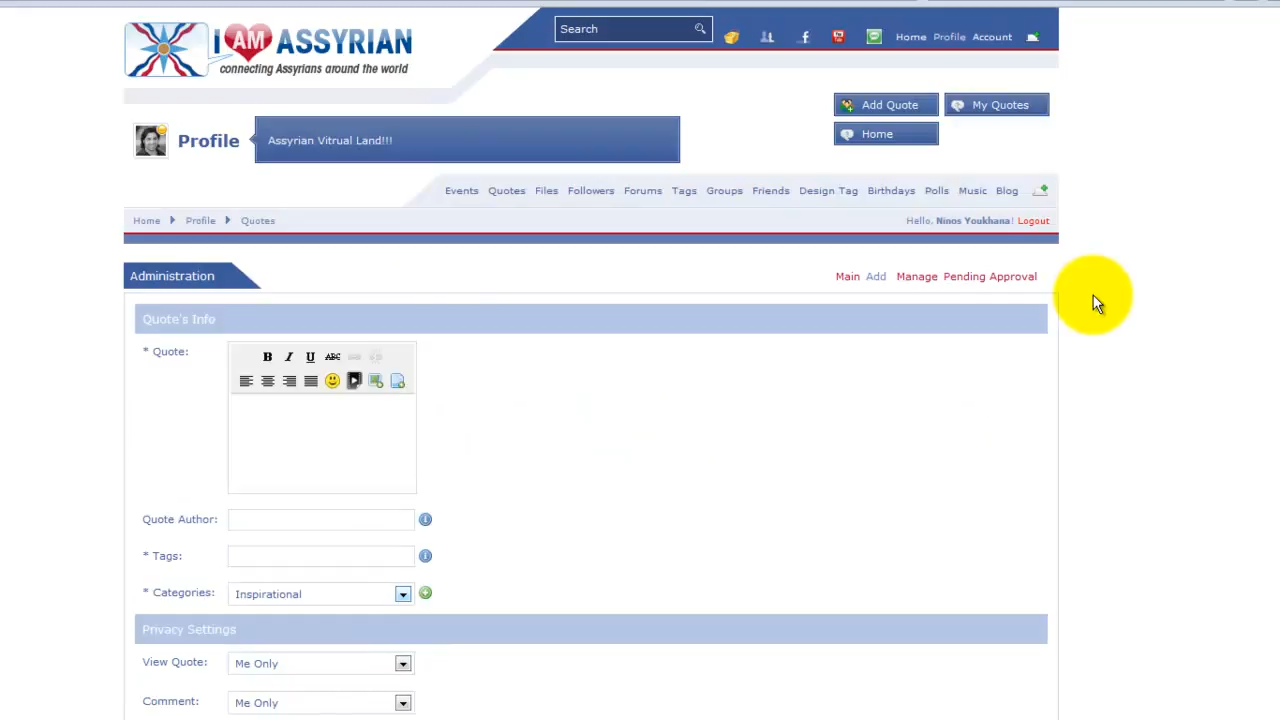 I AM ASSYRIAN
connecting Assyrians around the world
Search
Home Profile Account
Add Quote
My Quotes
Home
Profile
Assyrian Vitrual Land!!!
Events Quotes Files Followers Forums Tags Groups Friends Design Tag Birthdays Polls Music Blog
Home Profile Quotes
Hello, Ninos Youkhana! Logout
Administration
Main Add Manage Pending Approval
Quote's Info
* Quote:
B I U ABC
Quote Author:
* Tags:
* Categories: Inspirational
Privacy Settings
View Quote: Me Only
Comment: Me Only